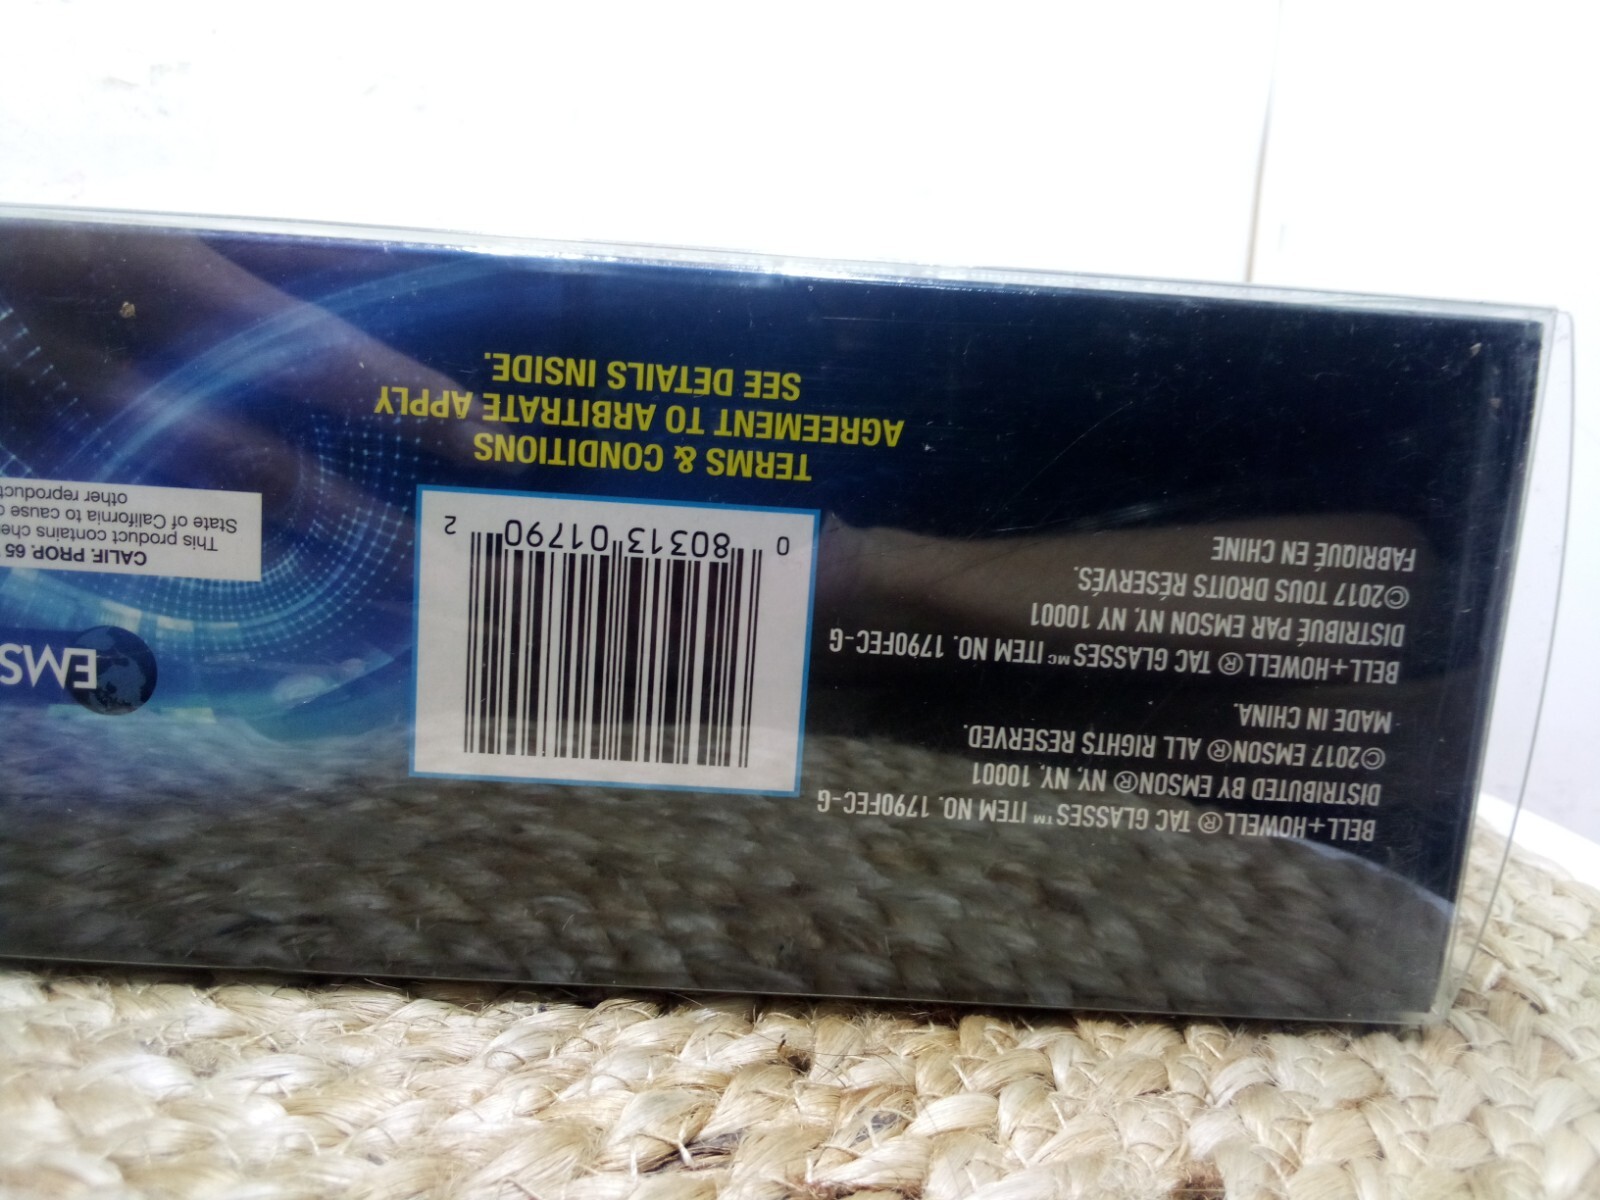 BELL+HOWELL® TAC GLASSES™ ITEM NO. 1790FEC-G
DISTRIBUTED BY EMSON® NY, NY. 10001
©2017 EMSON® ALL RIGHTS RESERVED.
MADE IN CHINA.
BELL+HOWELL® TAC GLASSES MC ITEM NO. 1790FEC-G
DISTRIBUÉ PAR EMSON NY, NY 10001
©2017 TOUS DROITS RÉSERVÉS.
FABRIQUÉ EN CHINE
0 80313 01790 2
TERMS & CONDITIONS
AGREEMENT TO ARBITRATE APPLY
SEE DETAILS INSIDE.
EMS
CALIF. PROP. 65
This product contains che
State of California to cause
other reproduct